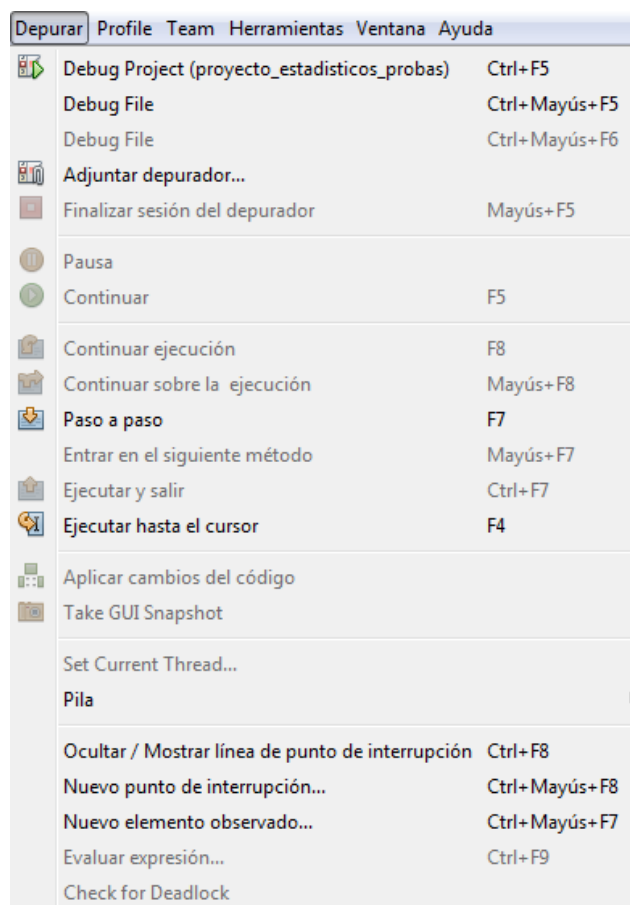 Depurar Profile Team Herramientas Ventana Ayuda
Debug Project (proyecto_estadisticos_probas) Ctrl+F5
Debug File Ctrl+Mayús+F5
Debug File Ctrl+Mayús+F6
Adjuntar depurador...
Finalizar sesión del depurador Mayús+F5
Pausa
Continuar F5
Continuar ejecución F8
Continuar sobre la ejecución Mayús+F8
Paso a paso F7
Entrar en el siguiente método Mayús+F7
Ejecutar y salir Ctrl+F7
Ejecutar hasta el cursor F4
Aplicar cambios del código
Take GUI Snapshot
Set Current Thread...
Pila
Ocultar / Mostrar línea de punto de interrupción Ctrl+F8
Nuevo punto de interrupción... Ctrl+Mayús+F8
Nuevo elemento observado... Ctrl+Mayús+F7
Evaluar expresión... Ctrl+F9
Check for Deadlock